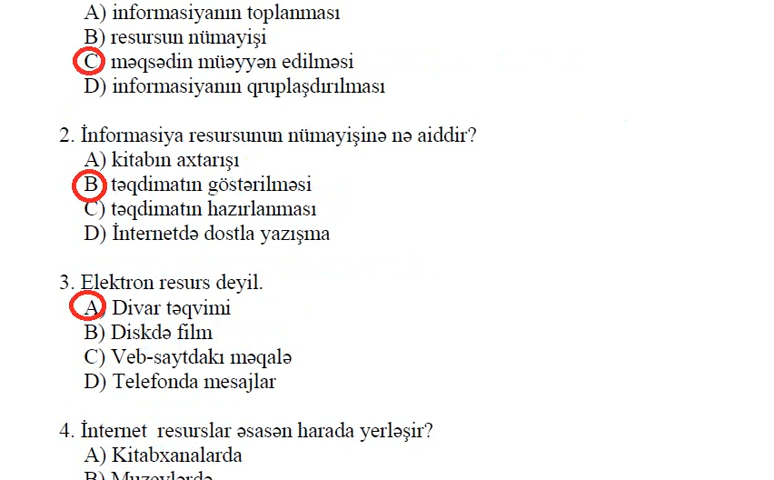 A) informasiyanın toplanması
B) resursun nümayişi
C) məqsədin müəyyən edilməsi
D) informasiyanın qruplaşdırılması
2. İnformasiya resursunun nümayişinə nə aiddir?
A) kitabın axtarışı
B) təqdimatın göstərilməsi
C) təqdimatın hazırlanması
D) İnternetdə dostla yazışma
3. Elektron resurs deyil.
A) Divar təqvimi
B) Diskdə film
C) Veb-saytdakı məqalə
D) Telefonda mesajlar
4. İnternet resurslar əsasən harada yerləşir?
A) Kitabxanalarda
B) Muzeylərdə